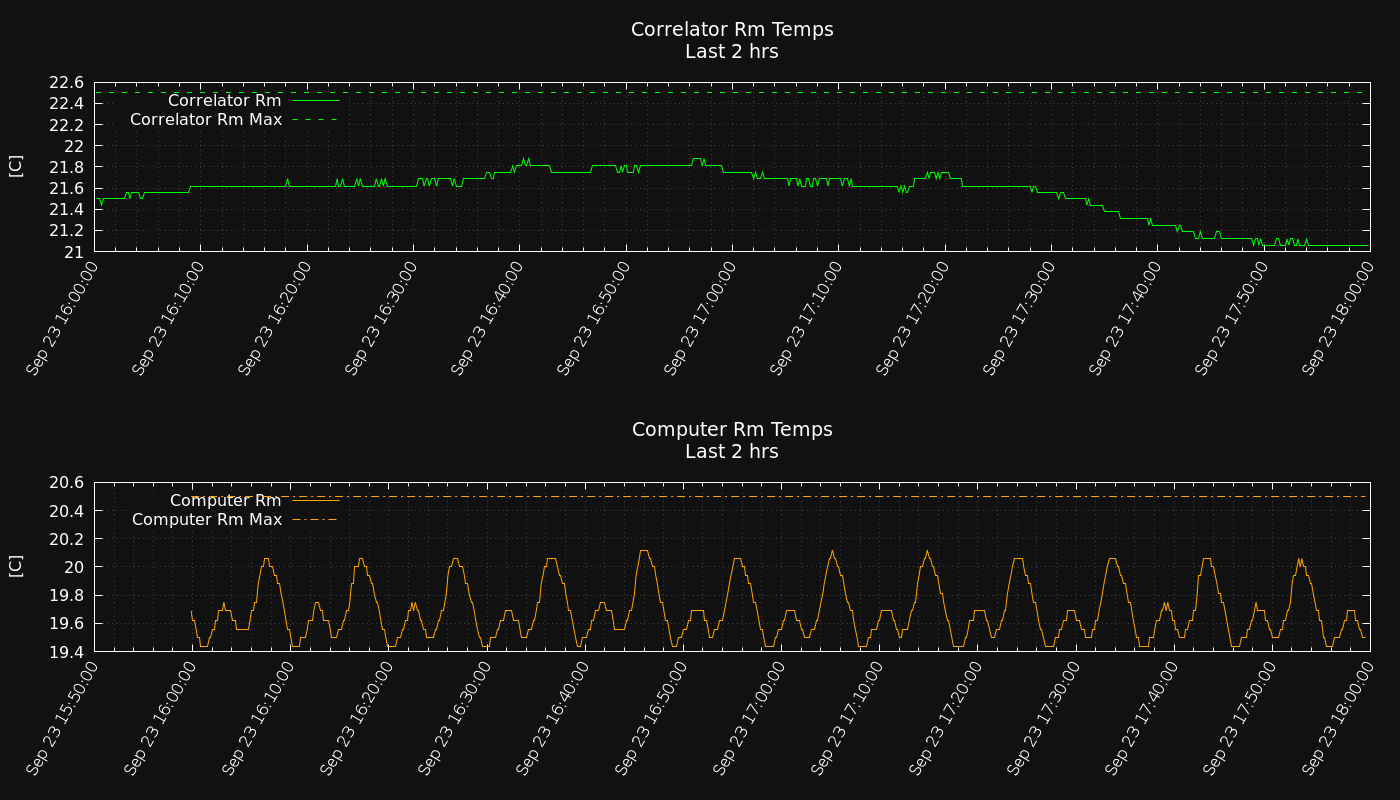 Correlator Rm Temps
Last 2 hrs
[C]
22.6
22.4
22.2
22
21.8
21.6
21.4
21.2
21
Correlator Rm
Correlator Rm Max
Sep 23 16:00:00
Sep 23 16:10:00
Sep 23 16:20:00
Sep 23 16:30:00
Sep 23 16:40:00
Sep 23 16:50:00
Sep 23 17:00:00
Sep 23 17:10:00
Sep 23 17:20:00
Sep 23 17:30:00
Sep 23 17:40:00
Sep 23 17:50:00
Sep 23 18:00:00
Computer Rm Temps
Last 2 hrs
[C]
20.6
20.4
20.2
20
19.8
19.6
19.4
Computer Rm
Computer Rm Max
Sep 23 15:50:00
Sep 23 16:00:00
Sep 23 16:10:00
Sep 23 16:20:00
Sep 23 16:30:00
Sep 23 16:40:00
Sep 23 16:50:00
Sep 23 17:00:00
Sep 23 17:10:00
Sep 23 17:20:00
Sep 23 17:30:00
Sep 23 17:40:00
Sep 23 17:50:00
Sep 23 18:00:00